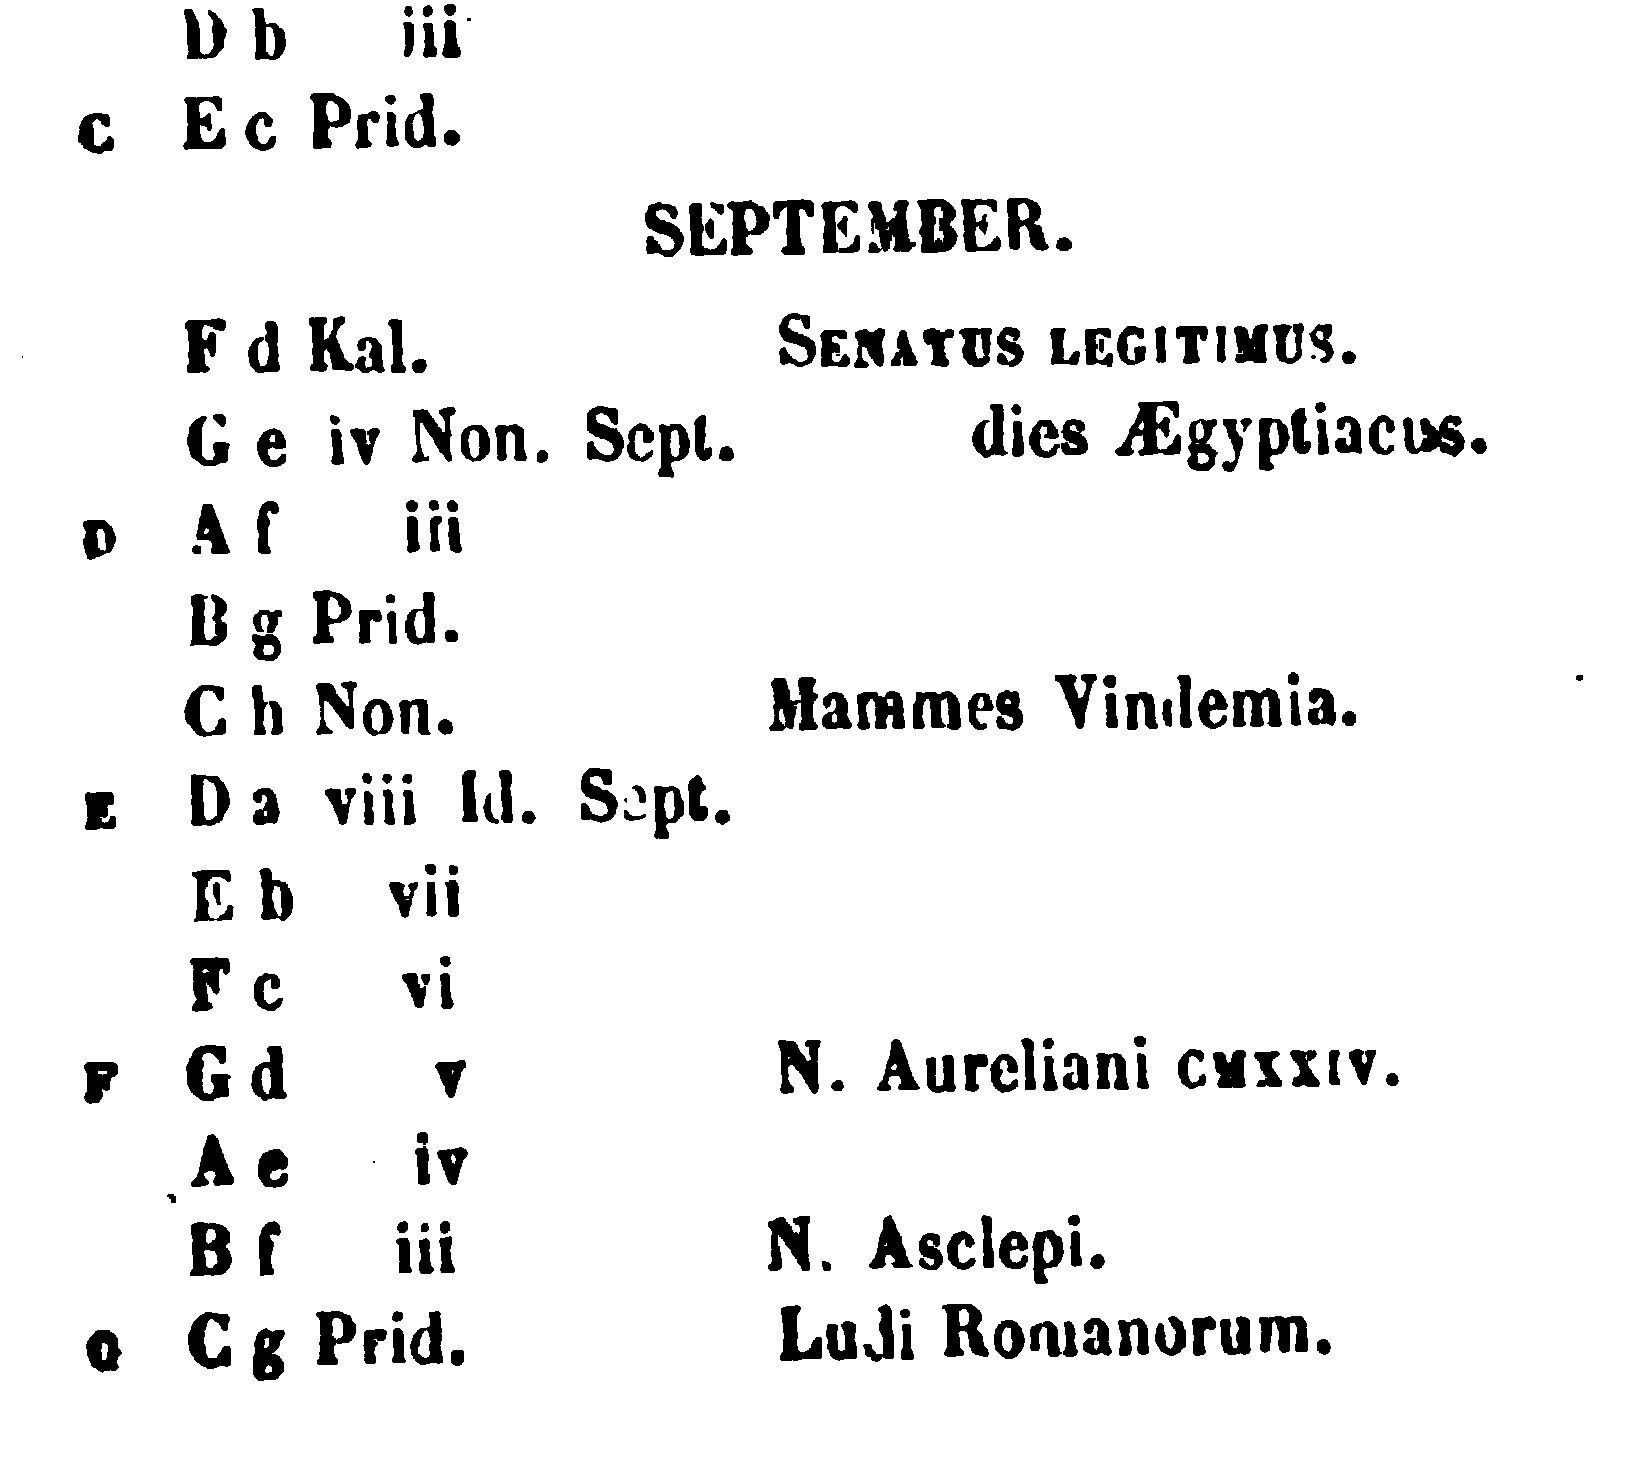 D b iii
C E c Prid.
SEPTEMBER.
F d Kal. SENATUS LEGITIMUS.
G e iv Non. Sept. dies Ægyptiacus.
D A f iii
B g Prid.
C h Non. Mammes Vindemia.
E D a viii Id. Sept.
E b vii
F c vi
F G d v N. Aureliani CMXXIV.
A e iv
B f iii N. Asclepi.
G C g Prid. Ludi Romanorum.